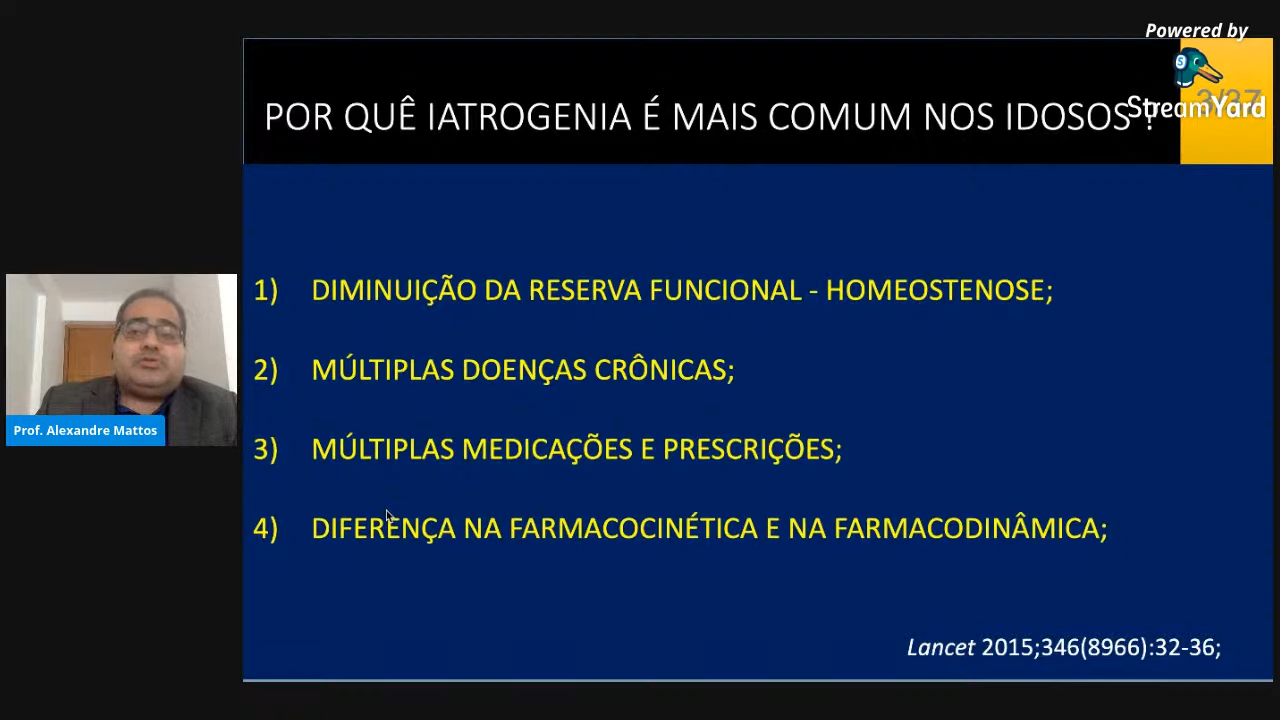 Powered by
StreamYard
POR QUÊ IATROGENIA É MAIS COMUM NOS IDOSOS ?
3/37
1) DIMINUIÇÃO DA RESERVA FUNCIONAL - HOMEOSTENOSE;
2) MÚLTIPLAS DOENÇAS CRÔNICAS;
3) MÚLTIPLAS MEDICAÇÕES E PRESCRIÇÕES;
4) DIFERENÇA NA FARMACOCINÉTICA E NA FARMACODINÂMICA;
Prof. Alexandre Mattos
Lancet 2015;346(8966):32-36;